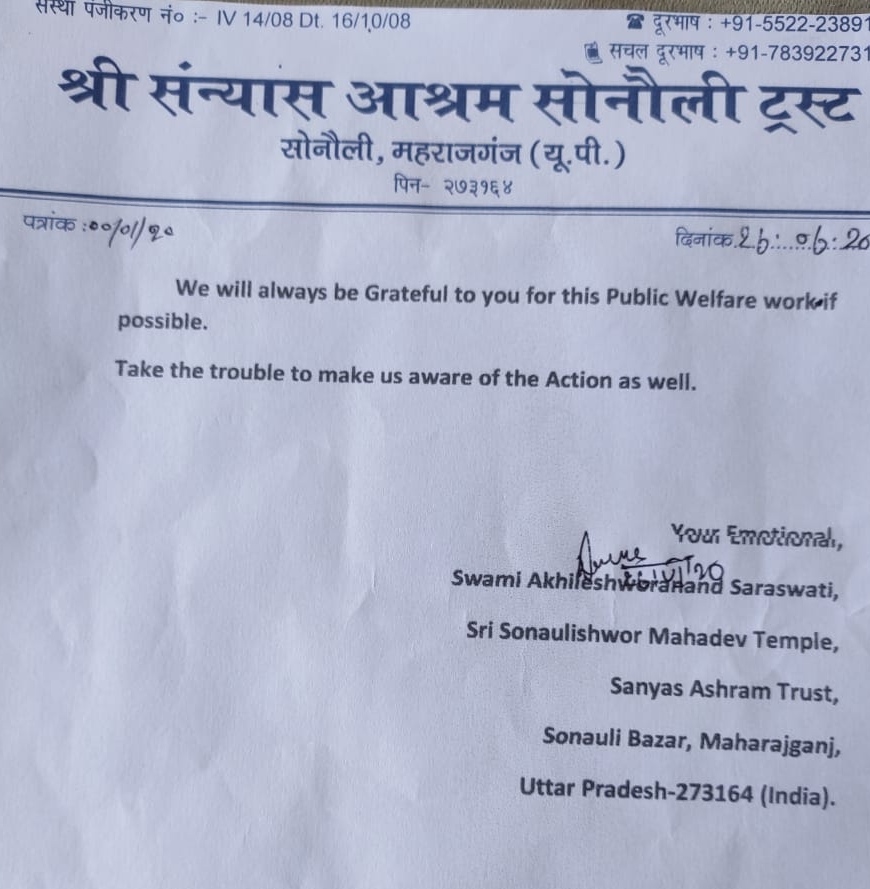 संस्था पंजीकरण नं० :- IV 14/08 Dt. 16/10/08
दूरभाष : +91-5522-23891
सचल दूरभाष : +91-783922731
श्री संन्यास आश्रम सोनौली ट्रस्ट
सोनौली, महराजगंज (यू.पी.)
पिन- २७३१६४
पत्रांक :00/01/20
दिनांक.26:..06:20
We will always be Grateful to you for this Public Welfare work if
possible.
Take the trouble to make us aware of the Action as well.
Your Emotional,
Swami Akhileshworanand Saraswati,
Sri Sonaulishwor Mahadev Temple,
Sanyas Ashram Trust,
Sonauli Bazar, Maharajganj,
Uttar Pradesh-273164 (India).